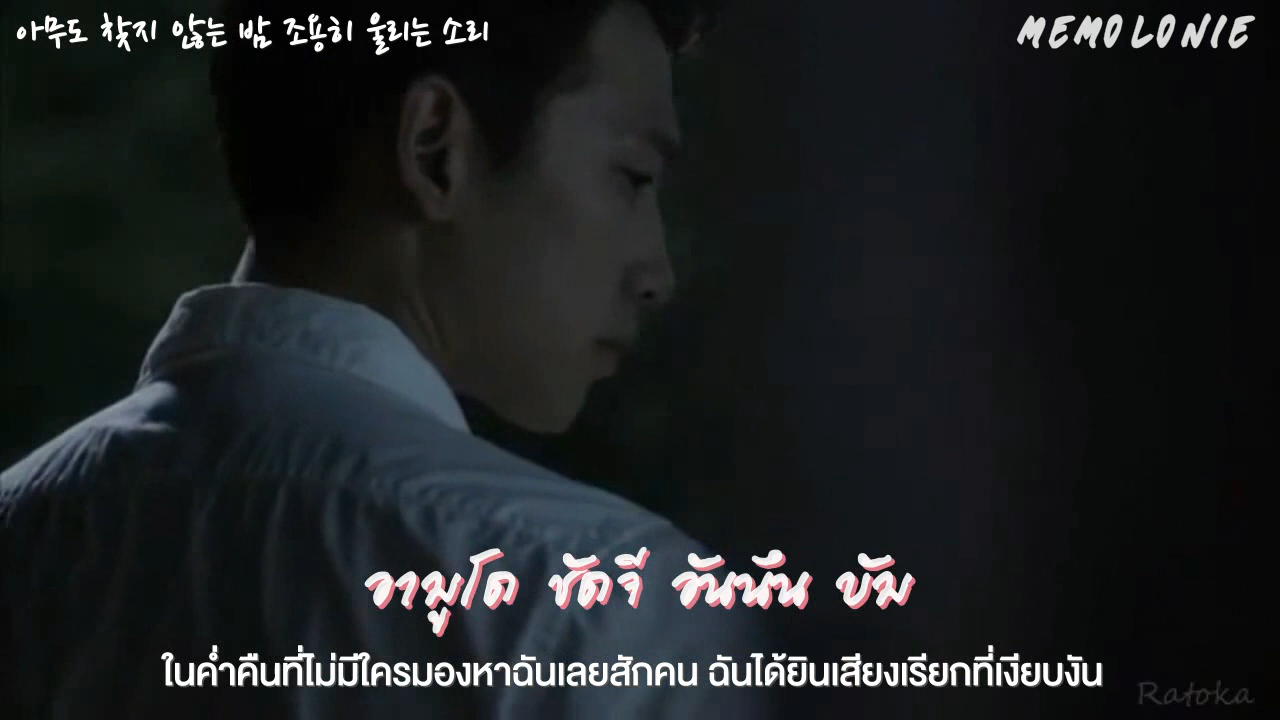 아무도 찾지 않는 밤 조용히 울리는 소리
MEMOLONIE
อามูโด ชัดจี อันนึน บัม
ในค่ำคืนที่ไม่มีใครมองหาฉันเลยสักคน ฉันได้ยินเสียงเรียกที่เงียบงัน
Ratoka